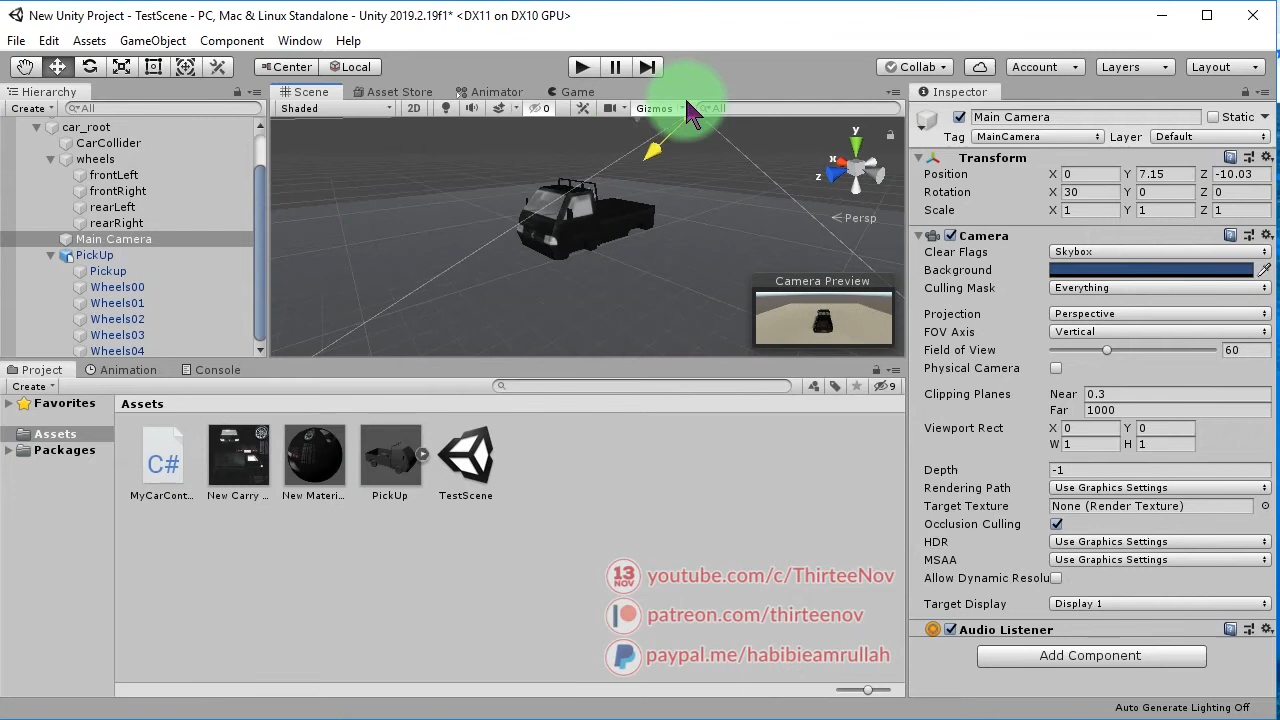 New Unity Project - TestScene - PC, Mac & Linux Standalone - Unity 2019.2.19f1* <DX11 on DX10 GPU>
File Edit Assets GameObject Component Window Help
Center Local Collab Account Layers Layout
Hierarchy
Create All
car_root
CarCollider
wheels
frontLeft
frontRight
rearLeft
rearRight
Main Camera
PickUp
Pickup
Wheels00
Wheels01
Wheels02
Wheels03
Wheels04
Scene Asset Store Animator Game
Shaded 2D 0 Gizmos All
y
x
z
Persp
Camera Preview
Inspector
Main Camera Static
Tag MainCamera Layer Default
Transform
Position X 0 Y 7.15 Z -10.03
Rotation X 30 Y 0 Z 0
Scale X 1 Y 1 Z 1
Camera
Clear Flags Skybox
Background
Culling Mask Everything
Projection Perspective
FOV Axis Vertical
Field of View 60
Physical Camera
Clipping Planes Near 0.3
Far 1000
Viewport Rect X 0 Y 0
W 1 H 1
Depth -1
Rendering Path Use Graphics Settings
Target Texture None (Render Texture)
Occlusion Culling
HDR Use Graphics Settings
MSAA Use Graphics Settings
Allow Dynamic Resolu
Target Display Display 1
Audio Listener
Add Component
Project Animation Console
Create 9
Favorites
Assets
Packages
Assets
C#
MyCarCont... New Carry ... New Materi... PickUp TestScene
13 NOV youtube.com/c/ThirteeNov
patreon.com/thirteenov
paypal.me/habibieamrullah
Auto Generate Lighting Off